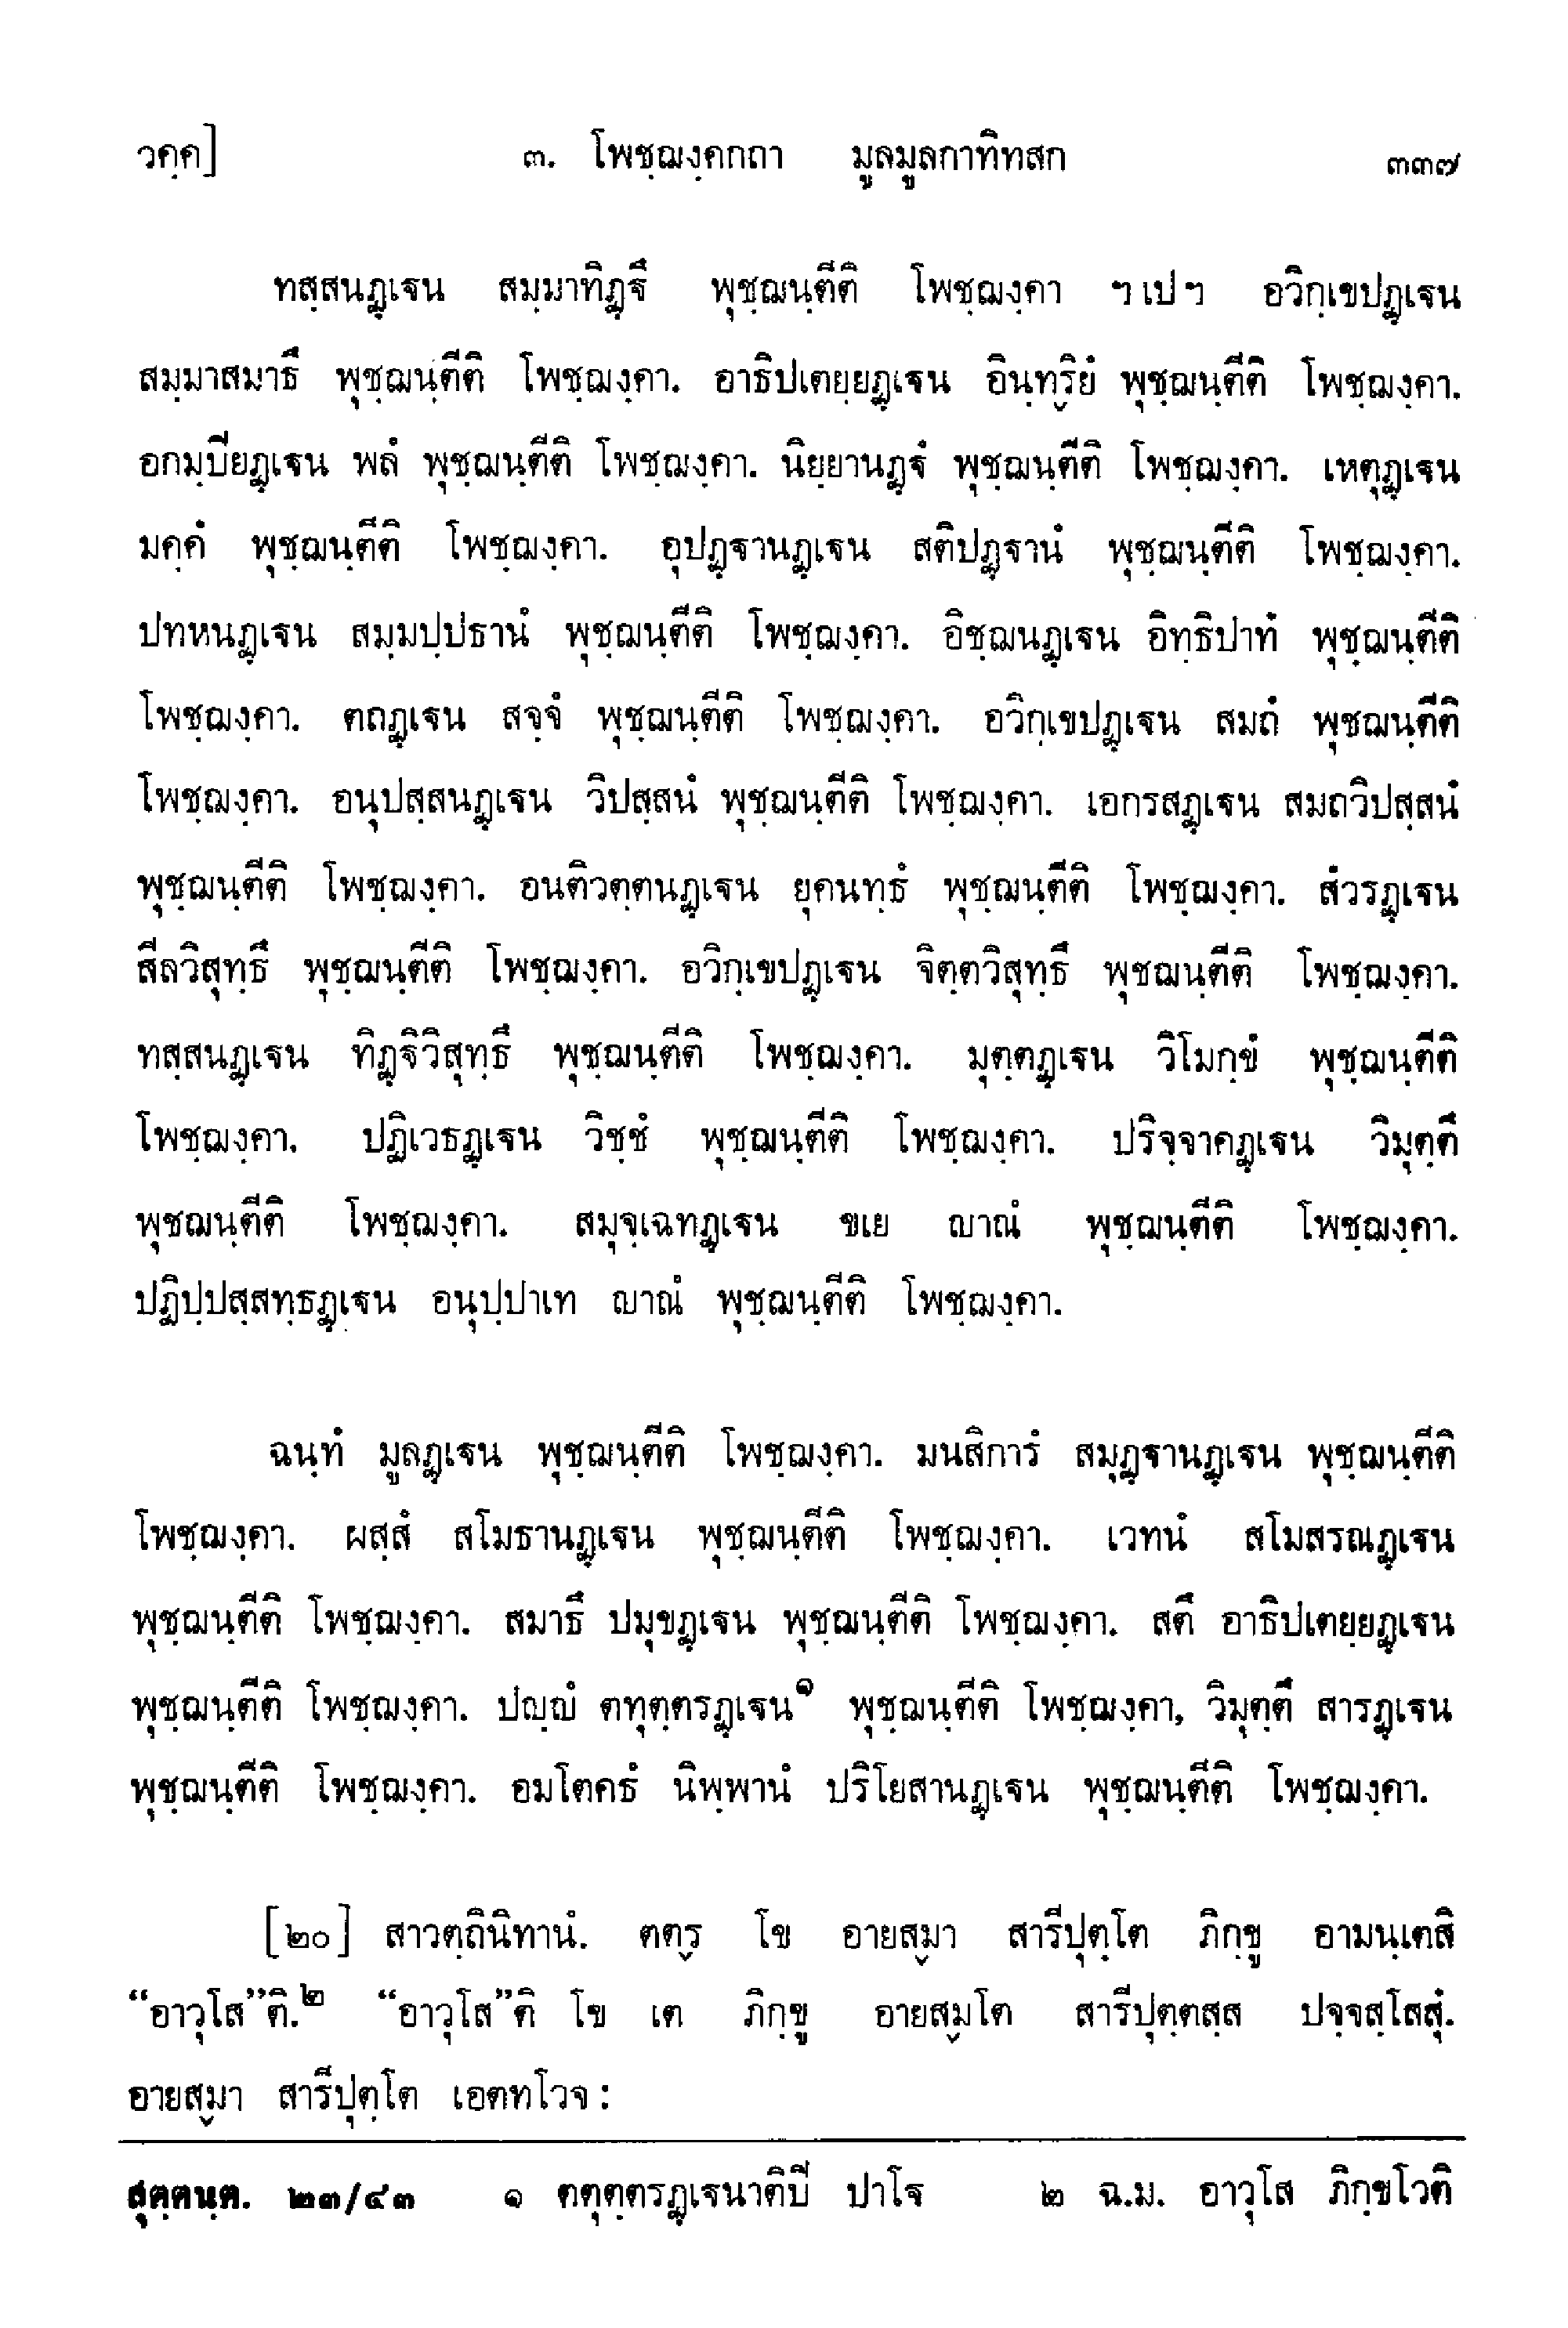 วคฺค]	๓. โพชฺฌงฺคกถา มูลมูลกาทิทสก	๓๓๗
ทสฺสนฏฺเฐน สมฺมาทิฏฺฐึ พุชฺฌนฺตีติ โพชฺฌงฺคา ฯ เป ฯ อวิกฺเขปฏฺเฐน
สมฺมาสมาธึ พุชฺฌนฺตีติ โพชฺฌงฺคา. อาธิปเตยฺยฏฺเฐน อินฺทฺริยํ พุชฺฌนฺตีติ โพชฺฌงฺคา.
อกมฺปิยฏฺเฐน พลํ พุชฺฌนฺตีติ โพชฺฌงฺคา. นิยฺยานฏฺฐํ พุชฺฌนฺตีติ โพชฺฌงฺคา. เหตุฏฺเฐน
มคฺคํ พุชฺฌนฺตีติ โพชฺฌงฺคา. อุปฏฺฐานฏฺเฐน สติปฏฺฐานํ พุชฺฌนฺตีติ โพชฺฌงฺคา.
ปทหนฏฺเฐน สมฺมปฺปธานํ พุชฺฌนฺตีติ โพชฺฌงฺคา. อิชฺฌนฏฺเฐน อิทฺธิปาทํ พุชฺฌนฺตีติ
โพชฺฌงฺคา. ตถฏฺเฐน สจฺจํ พุชฺฌนฺตีติ โพชฺฌงฺคา. อวิกฺเขปฏฺเฐน สมถํ พุชฺฌนฺตีติ
โพชฺฌงฺคา. อนุปสฺสนฏฺเฐน วิปสฺสนํ พุชฺฌนฺตีติ โพชฺฌงฺคา. เอกรสฏฺเฐน สมถวิปสฺสนํ
พุชฺฌนฺตีติ โพชฺฌงฺคา. อนติวตฺตนฏฺเฐน ยุคนทฺธํ พุชฺฌนฺตีติ โพชฺฌงฺคา. สํวรฏฺเฐน
สีลวิสุทฺธึ พุชฺฌนฺตีติ โพชฺฌงฺคา. อวิกฺเขปฏฺเฐน จิตฺตวิสุทฺธึ พุชฺฌนฺตีติ โพชฺฌงฺคา.
ทสฺสนฏฺเฐน ทิฏฺฐิวิสุทฺธึ พุชฺฌนฺตีติ โพชฺฌงฺคา. มุตฺตฏฺเฐน วิโมกฺขํ พุชฺฌนฺตีติ
โพชฺฌงฺคา. ปฏิเวธฏฺเฐน วิชฺชํ พุชฺฌนฺตีติ โพชฺฌงฺคา. ปริจฺจาคฏฺเฐน วิมุตฺตึ
พุชฺฌนฺตีติ โพชฺฌงฺคา. สมุจฺเฉทฏฺเฐน ขเย ญาณํ พุชฺฌนฺตีติ โพชฺฌงฺคา.
ปฏิปฺปสฺสทฺธฏฺเฐน อนุปฺปาเท ญาณํ พุชฺฌนฺตีติ โพชฺฌงฺคา.
ฉนฺทํ มูลฏฺเฐน พุชฺฌนฺตีติ โพชฺฌงฺคา. มนสิการํ สมุฏฺฐานฏฺเฐน พุชฺฌนฺตีติ
โพชฺฌงฺคา. ผสฺสํ สโมธานฏฺเฐน พุชฺฌนฺตีติ โพชฺฌงฺคา. เวทนํ สโมสรณฏฺเฐน
พุชฺฌนฺตีติ โพชฺฌงฺคา. สมาธึ ปมุขฏฺเฐน พุชฺฌนฺตีติ โพชฺฌงฺคา. สตึ อาธิปเตยฺยฏฺเฐน
พุชฺฌนฺตีติ โพชฺฌงฺคา. ปญฺญํ ตทุตฺตรฏฺเฐน๑ พุชฺฌนฺตีติ โพชฺฌงฺคา, วิมุตฺตึ สารฏฺเฐน
พุชฺฌนฺตีติ โพชฺฌงฺคา. อมโตคธํ นิพฺพานํ ปริโยสานฏฺเฐน พุชฺฌนฺตีติ โพชฺฌงฺคา.
[๒๐] สาวตฺถินิทานํ. ตตฺร โข อายสฺมา สารีปุตฺโต ภิกฺขู อามนฺเตสิ
“อาวุโส”ติ.๒ “อาวุโส”ติ โข เต ภิกฺขู อายสฺมโต สารีปุตฺตสฺส ปจฺจสฺโสสุํ.
อายสฺมา สารีปุตฺโต เอตทโวจ :
สุตฺตนฺต. ๒๓/๔๓	๑ ตทุตฺตรฏฺเฐนาติปิ ปาโฐ	๒ ฉ.ม. อาวุโส ภิกฺขโวติ